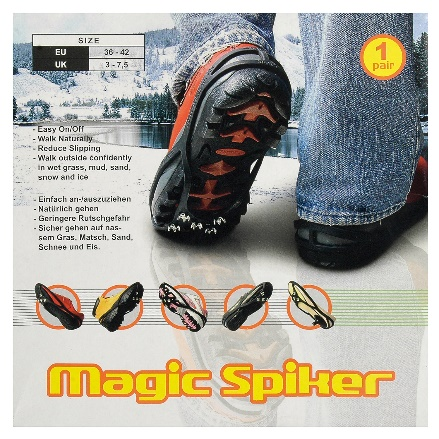 SIZE
EU 36 - 42
UK 3 - 7,5
1
pair
- Easy On/Off
- Walk Naturally
- Reduce Slipping
- Walk outside confidently
in wet grass, mud, sand,
snow and ice
- Einfach an-/auszuziehen
- Natürlich gehen
- Geringere Rutschgefahr
- Sicher gehen auf nas-
sem Gras, Matsch, Sand,
Schnee und Eis.
Magic Spiker